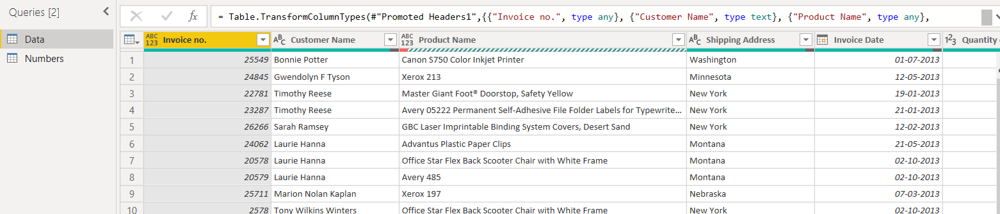 Queries [2]
Data
Numbers
fx = Table.TransformColumnTypes(#"Promoted Headers1",{{"Invoice no.", type any}, {"Customer Name", type text}, {"Product Name", type any},
ABC 123 Invoice no. ABC Customer Name ABC 123 Product Name ABC Shipping Address Invoice Date 123 Quantity
1 25549 Bonnie Potter Canon S750 Color Inkjet Printer Washington 01-07-2013
2 24845 Gwendolyn F Tyson Xerox 213 Minnesota 12-05-2013
3 22781 Timothy Reese Master Giant Foot® Doorstop, Safety Yellow New York 19-01-2013
4 23287 Timothy Reese Avery 05222 Permanent Self-Adhesive File Folder Labels for Typewrite... New York 21-01-2013
5 26266 Sarah Ramsey GBC Laser Imprintable Binding System Covers, Desert Sand New York 12-02-2013
6 24062 Laurie Hanna Advantus Plastic Paper Clips Montana 21-05-2013
7 20578 Laurie Hanna Office Star Flex Back Scooter Chair with White Frame Montana 02-10-2013
8 20579 Laurie Hanna Avery 485 Montana 02-10-2013
9 25711 Marion Nolan Kaplan Xerox 197 Nebraska 07-03-2013
10 2578 Tony Wilkins Winters Office Star Flex Back Scooter Chair with White Frame New York 02-10-2013